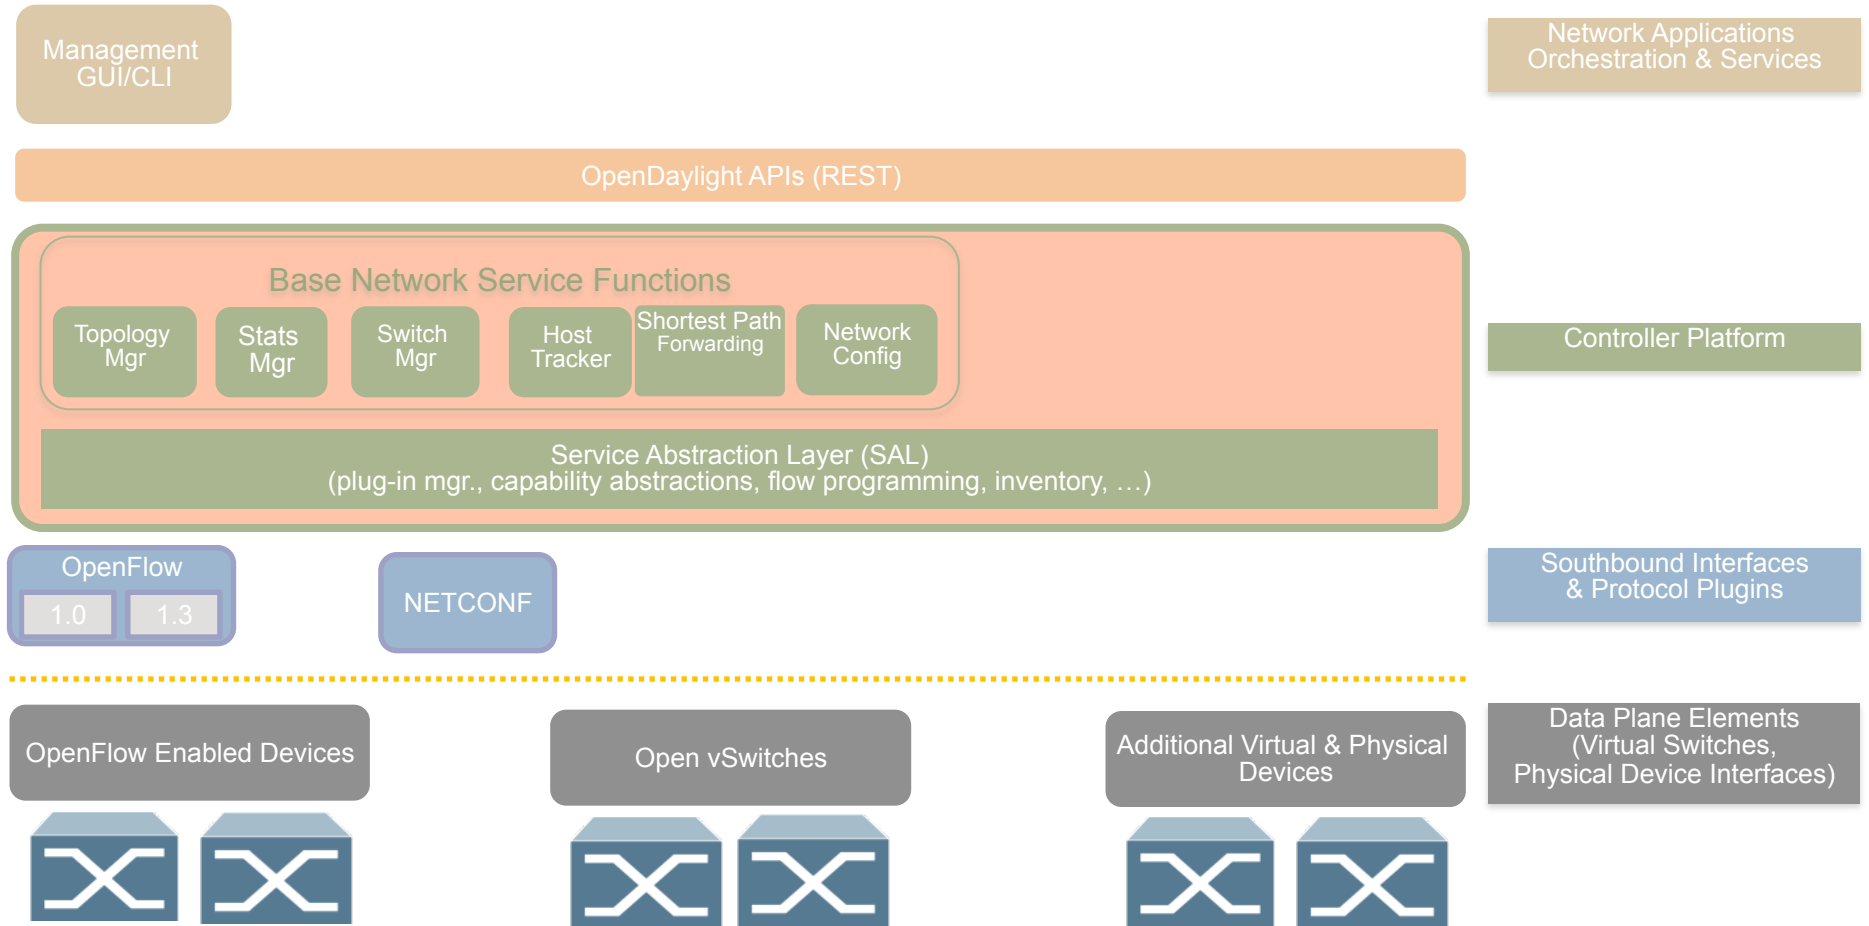 Management
GUI/CLI
Network Applications
Orchestration & Services
OpenDaylight APIs (REST)
Base Network Service Functions
Topology
Mgr
Stats
Mgr
Switch
Mgr
Host
Tracker
Shortest Path
Forwarding
Network
Config
Controller Platform
Service Abstraction Layer (SAL)
(plug-in mgr., capability abstractions, flow programming, inventory, …)
OpenFlow
1.0
1.3
NETCONF
Southbound Interfaces
& Protocol Plugins
OpenFlow Enabled Devices
Open vSwitches
Additional Virtual & Physical
Devices
Data Plane Elements
(Virtual Switches,
Physical Device Interfaces)